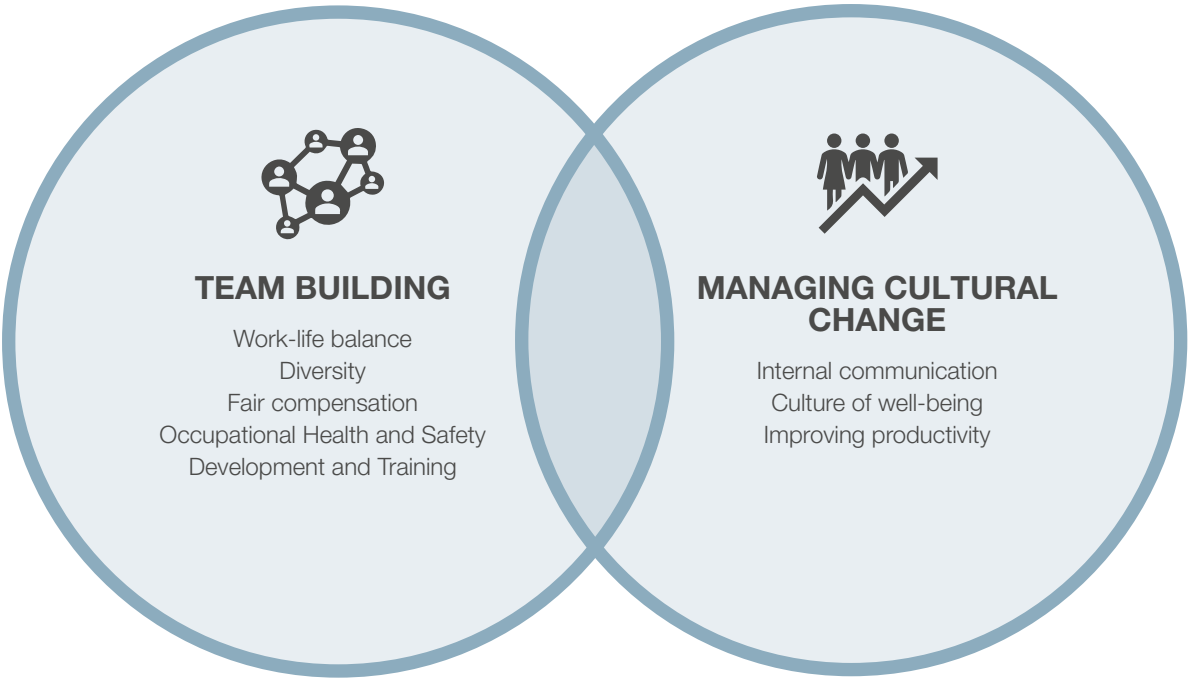 TEAM BUILDING
Work-life balance
Diversity
Fair compensation
Occupational Health and Safety
Development and Training
MANAGING CULTURAL
CHANGE
Internal communication
Culture of well-being
Improving productivity